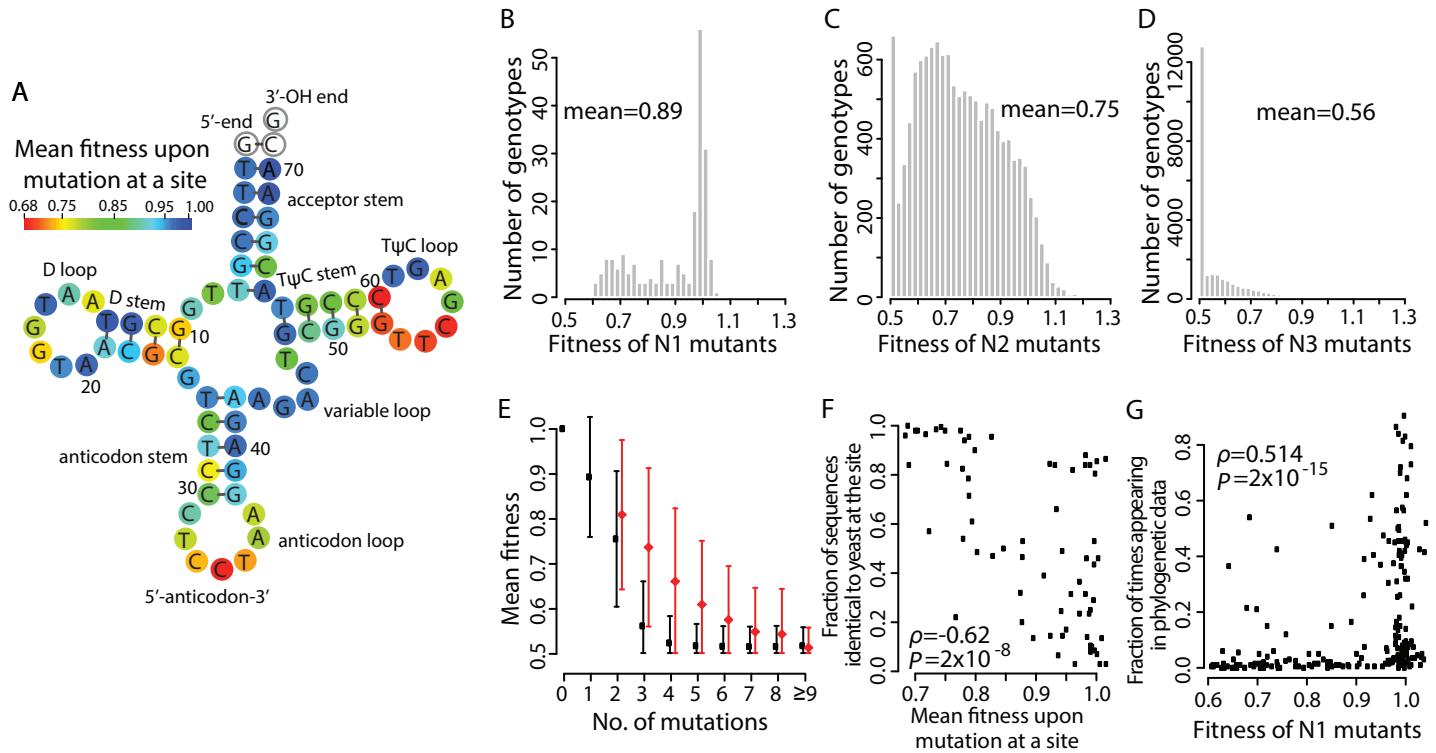 A
Mean fitness upon
mutation at a site
0.68 0.75 0.85 0.95 1.00
3'-OH end
5'-end
G
G C
T A
70
T A
C G
acceptor stem
C G
G C
T T A
G
D loop
D stem
T A A T G C G
10
G
G T A A C G C
20
G
TψC stem
TψC loop
60
T G C C C T G A
G
G C G G G T T C
50
T
C
A
G
A
variable loop
T A
C G
T A
40
anticodon stem
C G
30
C G
C A
T A
C C T
anticodon loop
5'-anticodon-3'
B
Number of genotypes
0 10 20 30 40 50
mean=0.89
0.5 0.7 0.9 1.1 1.3
Fitness of N1 mutants
C
Number of genotypes
0 200 400 600
mean=0.75
0.5 0.7 0.9 1.1 1.3
Fitness of N2 mutants
D
Number of genotypes
0 4000 8000 12000
mean=0.56
0.5 0.7 0.9 1.1 1.3
Fitness of N3 mutants
E
Mean fitness
0.5 0.6 0.7 0.8 0.9 1.0
0 1 2 3 4 5 6 7 8 ≥9
No. of mutations
F
Fraction of sequences
identical to yeast at the site
0.0 0.2 0.4 0.6 0.8 1.0
ρ=-0.62
P=2x10-8
0.7 0.8 0.9 1.0
Mean fitness upon
mutation at a site
G
Fraction of times appearing
in phylogenetic data
0.0 0.2 0.4 0.6 0.8
ρ=0.514
P=2x10-15
0.6 0.7 0.8 0.9 1.0
Fitness of N1 mutants